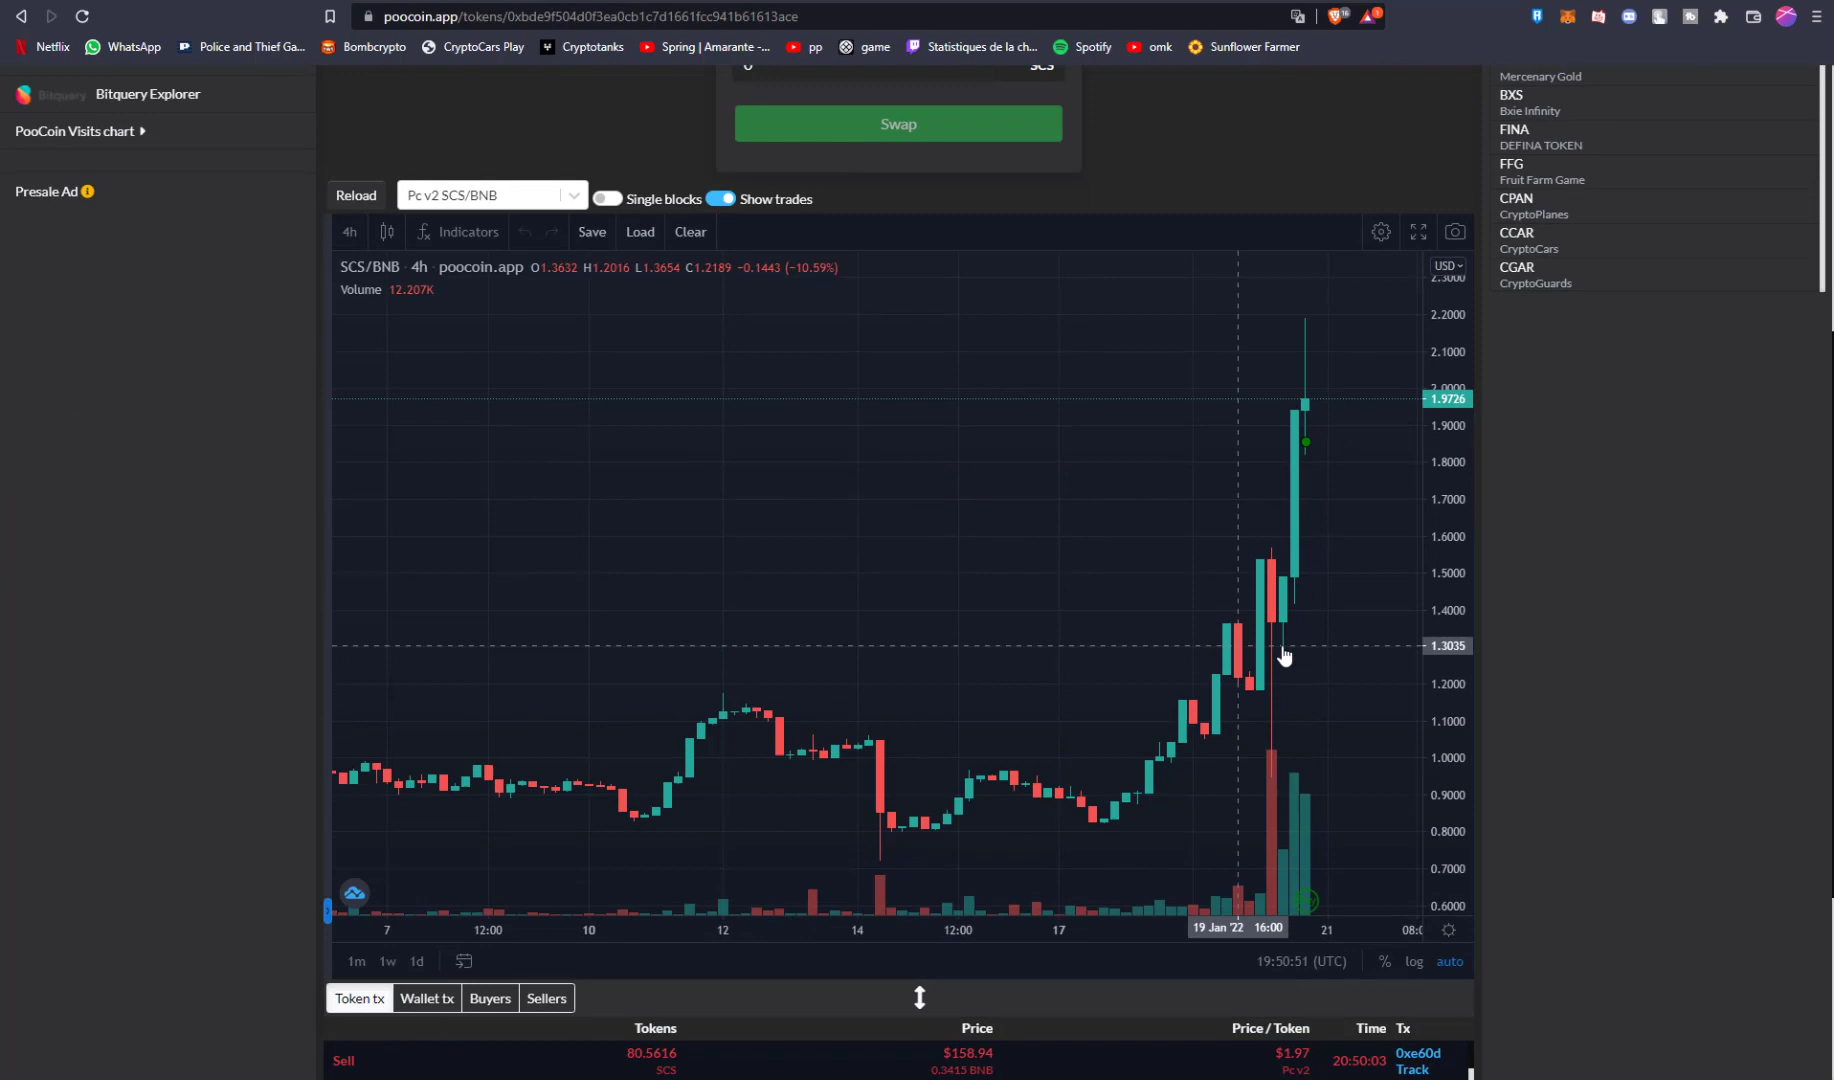 poocoin.app/tokens/0xbde9f504d0f3ea0cb1c7d1661fcc941b61613ace
Netflix WhatsApp Police and Thief Ga... Bombcrypto CryptoCars Play Cryptotanks Spring | Amarante -... pp game Statistiques de la ch... Spotify omk Sunflower Farmer
Bitquery Bitquery Explorer
PooCoin Visits chart
Presale Ad
0 SCS
Swap
Mercenary Gold
BXS
Bxie Infinity
FINA
DEFINA TOKEN
FFG
Fruit Farm Game
CPAN
CryptoPlanes
CCAR
CryptoCars
CGAR
CryptoGuards
Reload Pc v2 SCS/BNB Single blocks Show trades
4h Indicators Save Load Clear
SCS/BNB · 4h · poocoin.app O1.3632 H1.2016 L1.3654 C1.2189 -0.1443 (-10.59%)
Volume 12.207K
USD
2.3000
2.2000
2.1000
2.0000
1.9726
1.9000
1.8000
1.7000
1.6000
1.5000
1.4000
1.3035
1.2000
1.1000
1.0000
0.9000
0.8000
0.7000
0.6000
7 12:00 10 12 14 12:00 17 19 Jan '22 16:00 21 08:0
1m 1w 1d 19:50:51 (UTC) % log auto
Token tx Wallet tx Buyers Sellers
Tokens Price Price / Token Time Tx
Sell 80.5616 $158.94 $1.97 20:50:03 0xe60d
SCS 0.3415 BNB Pc v2 Track